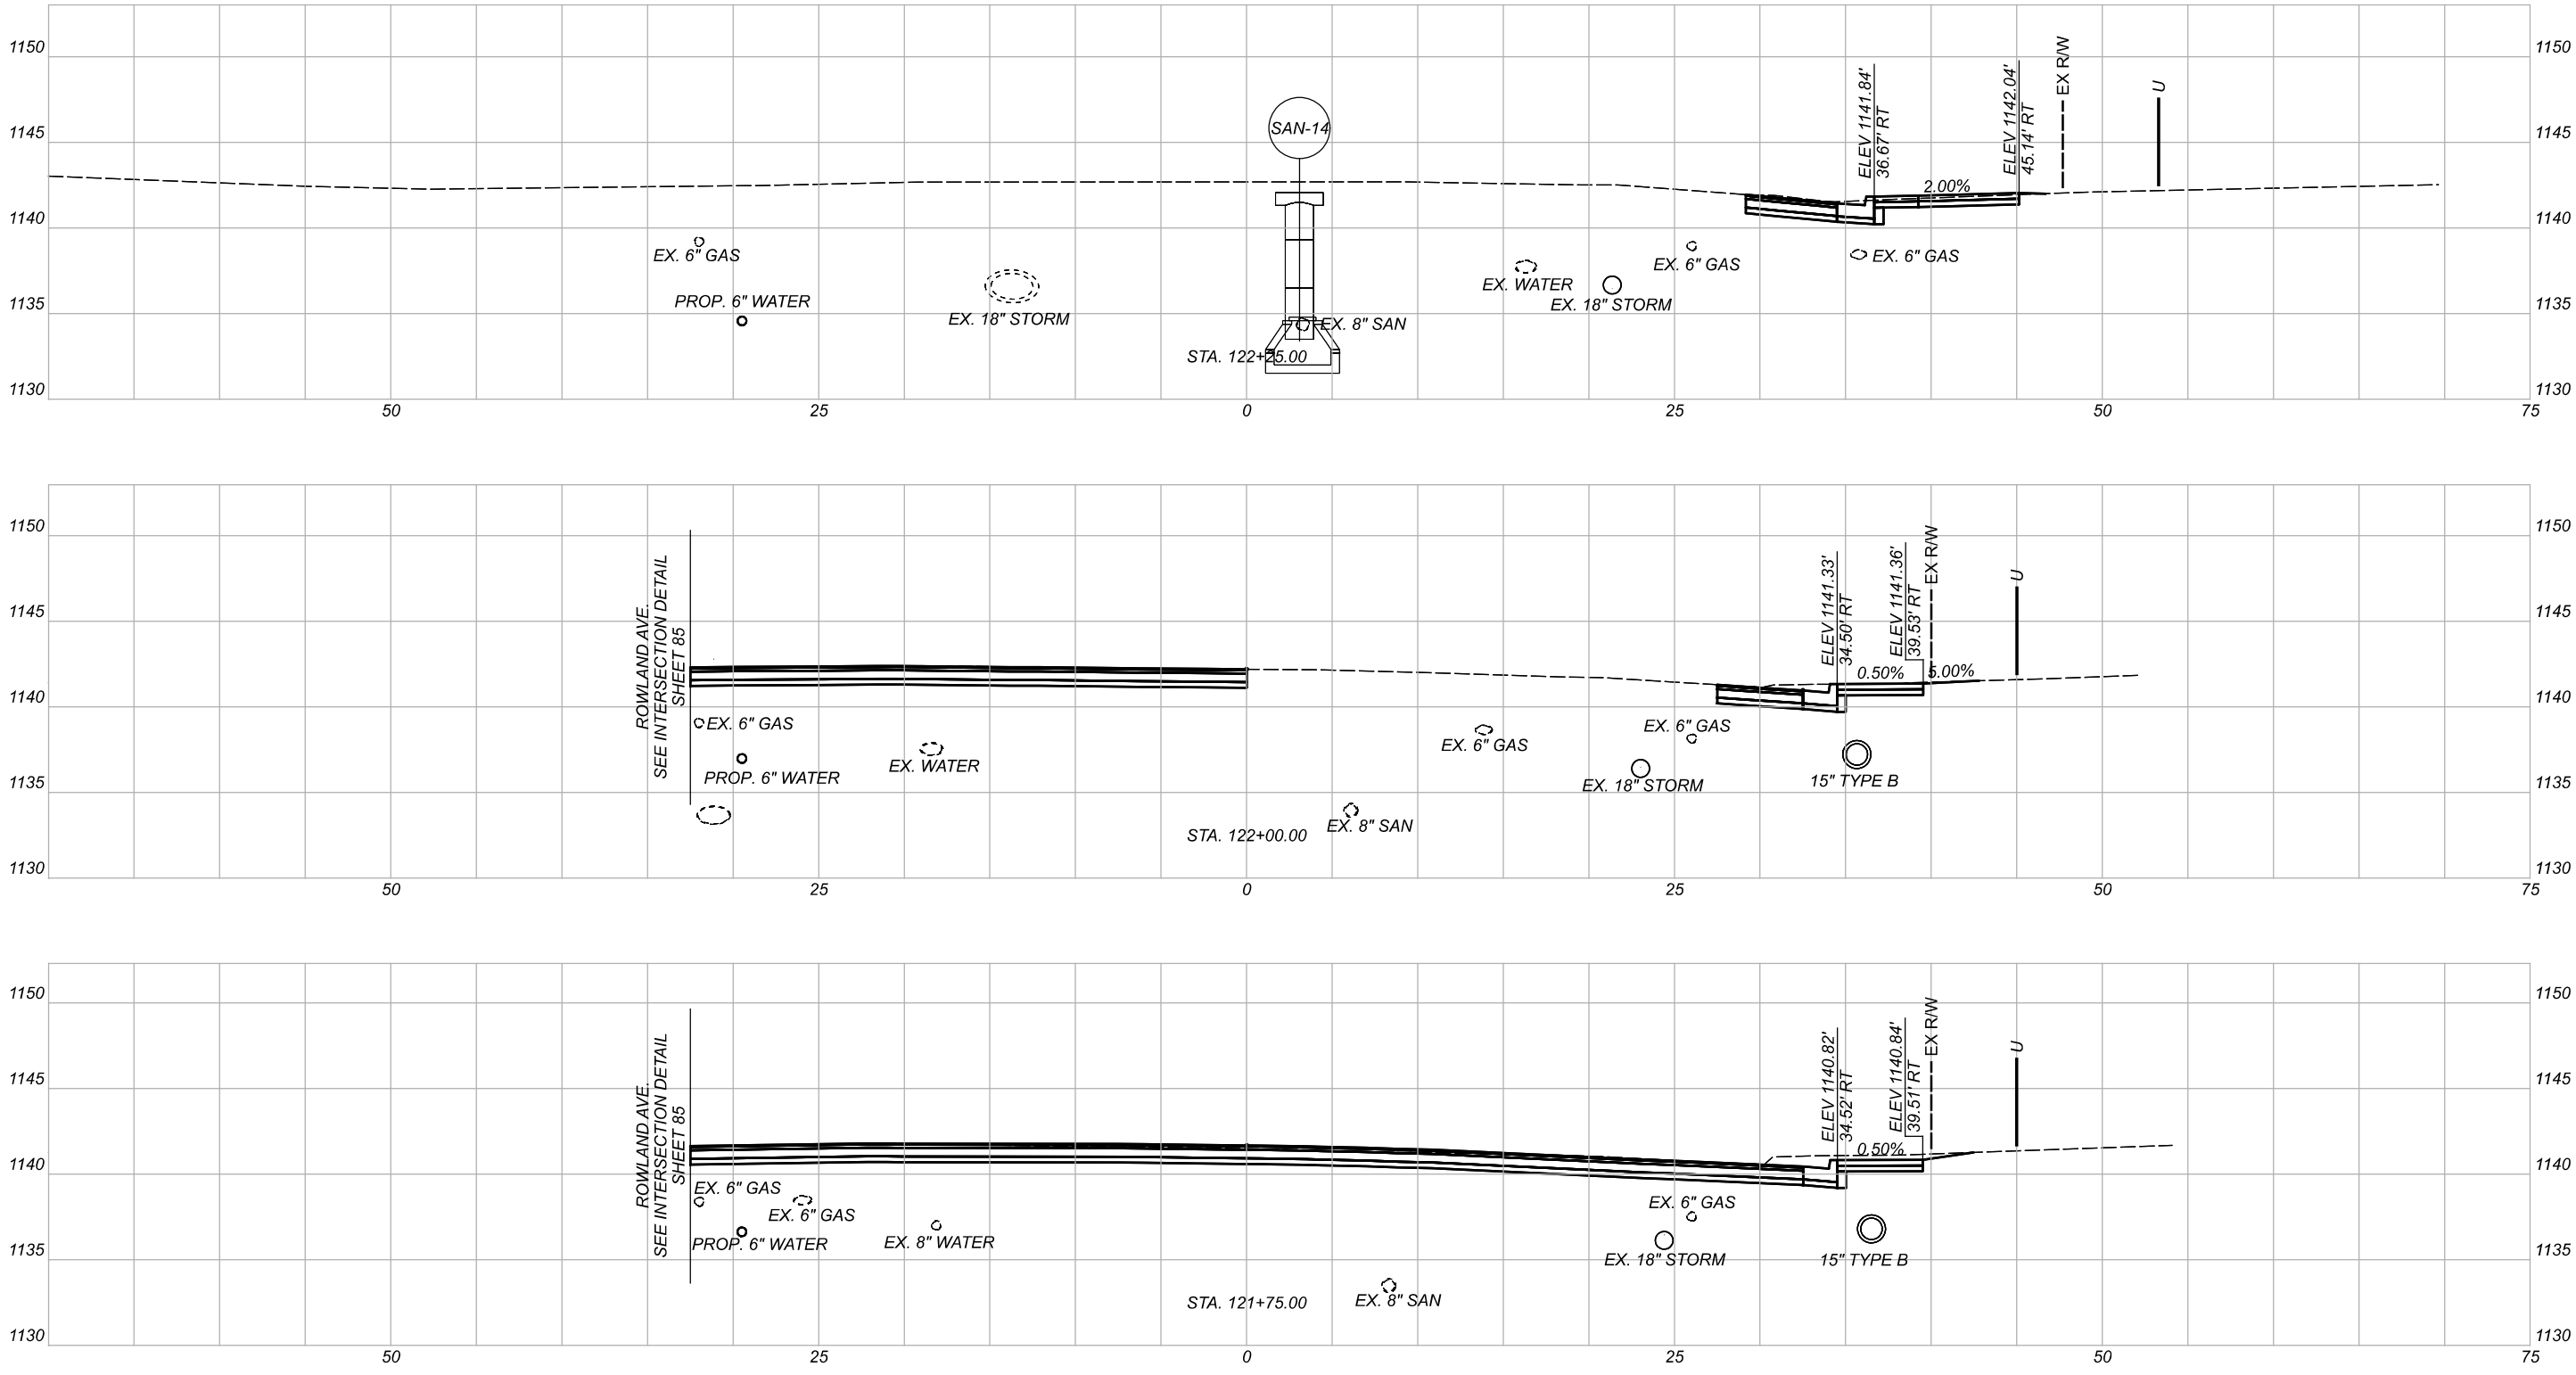 1150
1145
1140
1135
1130
1150
1145
1140
1135
1130
50
25
0
25
50
75
SAN-14
ELEV 1141.84'
36.67' RT
ELEV 1142.04'
45.14' RT
EX R/W
U
2.00%
EX. 6" GAS
PROP. 6" WATER
EX. 18" STORM
EX. 8" SAN
STA. 122+25.00
EX. WATER
EX. 18" STORM
EX. 6" GAS
EX. 6" GAS
1150
1145
1140
1135
1130
1150
1145
1140
1135
1130
50
25
0
25
50
75
ROWLAND AVE.
SEE INTERSECTION DETAIL
SHEET 85
ELEV 1141.33'
34.50' RT
ELEV 1141.36'
39.53' RT
EX R/W
U
0.50%
5.00%
EX. 6" GAS
PROP. 6" WATER
EX. WATER
STA. 122+00.00
EX. 8" SAN
EX. 6" GAS
EX. 18" STORM
EX. 6" GAS
15" TYPE B
1150
1145
1140
1135
1130
1150
1145
1140
1135
1130
50
25
0
25
50
75
ROWLAND AVE.
SEE INTERSECTION DETAIL
SHEET 85
ELEV 1140.82'
34.52' RT
ELEV 1140.84'
39.51' RT
EX R/W
U
0.50%
EX. 6" GAS
EX. 6" GAS
PROP. 6" WATER
EX. 8" WATER
STA. 121+75.00
EX. 8" SAN
EX. 6" GAS
EX. 18" STORM
15" TYPE B